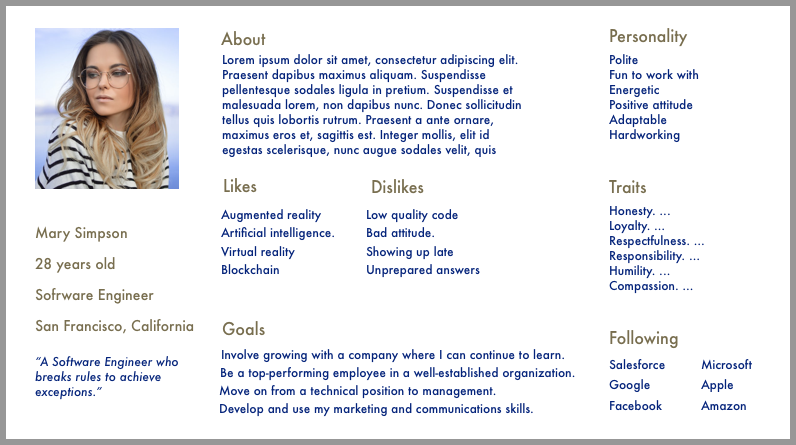 Mary Simpson
28 years old
Sofrware Engineer
San Francisco, California
“A Software Engineer who
breaks rules to achieve
exceptions.”
About
Lorem ipsum dolor sit amet, consectetur adipiscing elit.
Praesent dapibus maximus aliquam. Suspendisse
pellentesque sodales ligula in pretium. Suspendisse et
malesuada lorem, non dapibus nunc. Donec sollicitudin
tellus quis lobortis rutrum. Praesent a ante ornare,
maximus eros et, sagittis est. Integer mollis, elit id
egestas scelerisque, nunc augue sodales velit, quis
Likes
Augmented reality
Artificial intelligence.
Virtual reality
Blockchain
Dislikes
Low quality code
Bad attitude.
Showing up late
Unprepared answers
Goals
Involve growing with a company where I can continue to learn.
Be a top-performing employee in a well-established organization.
Move on from a technical position to management.
Develop and use my marketing and communications skills.
Personality
Polite
Fun to work with
Energetic
Positive attitude
Adaptable
Hardworking
Traits
Honesty. ...
Loyalty. ...
Respectfulness. ...
Responsibility. ...
Humility. ...
Compassion. ...
Following
Salesforce Microsoft
Google Apple
Facebook Amazon